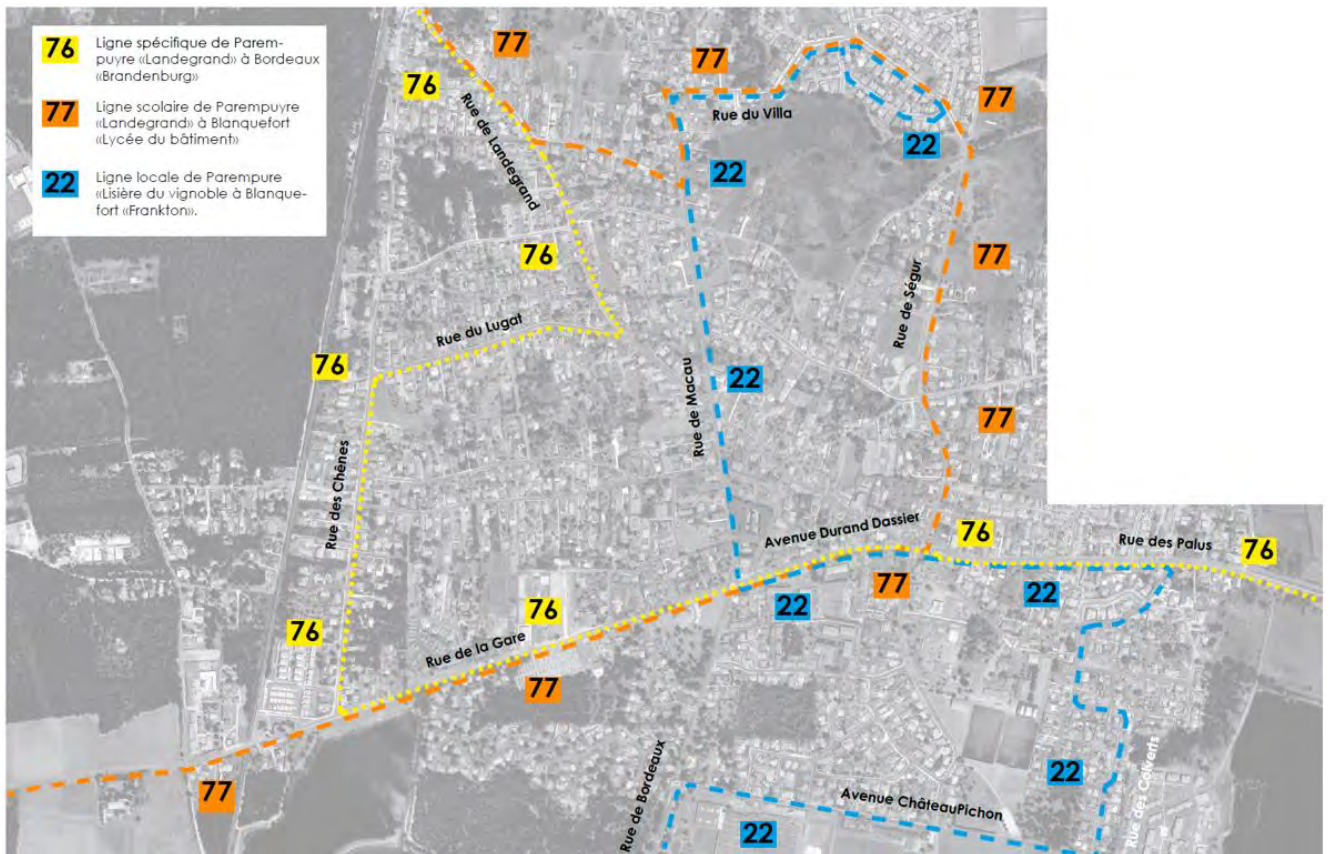 76
Ligne spécifique de Parem-
puyre «Landegrand» à Bordeaux
«Brandenburg»
77
Ligne scolaire de Parempuyre
«Landegrand» à Blanquefort
«Lycée du bâtiment»
22
Ligne locale de Parempure
«Lisière du vignoble à Blanque-
fort «Frankton».
77
77
76
77
Rue de Landegrand
Rue du Villa
22
22
76
77
Rue de Ségur
Rue du Lugat
76
22
Rue de Macau
77
Rue des Chênes
Avenue Durand Dassier
76
Rue des Palus
76
77
22
22
76
76
Rue de la Gare
77
77
Rue de Bordeaux
22
Avenue ChâteauPichon
22
Rue des Colverts